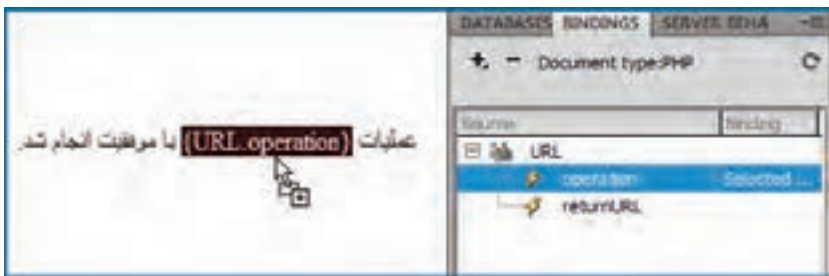 DATABASES BINDINGS SERVER BEHA
Document type:PHP
Source Binding
URL
operation Selected ...
returnURL
عملیات {URL.operation} با موفقیت انجام شد